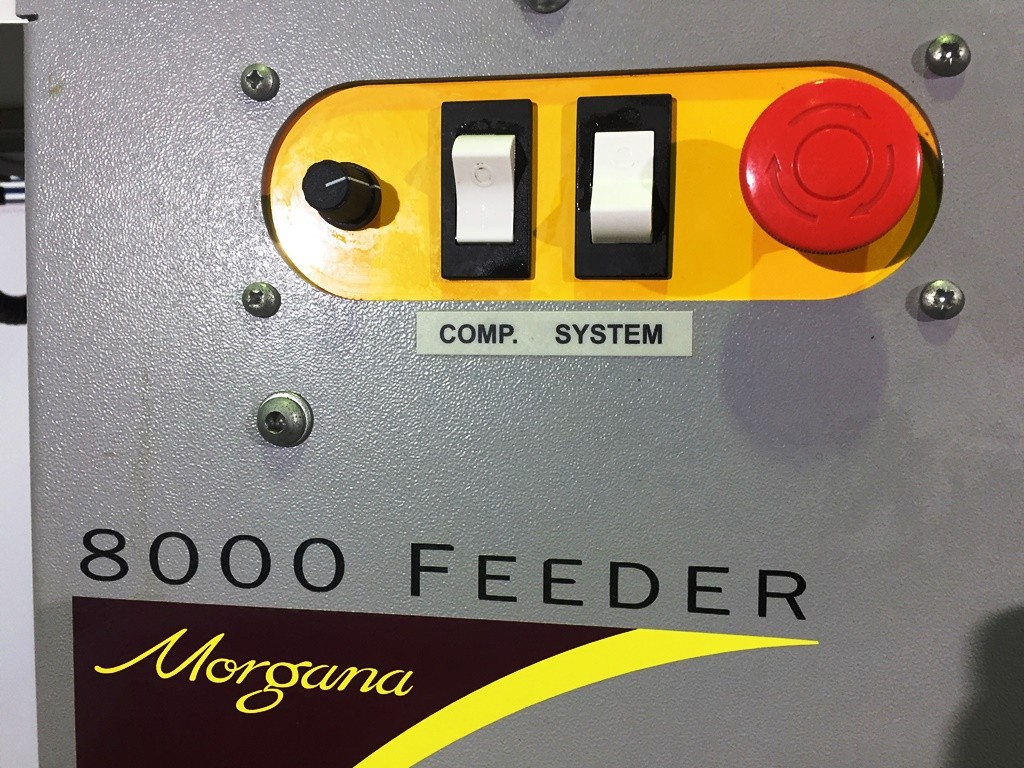 COMP. SYSTEM
8000 FEEDER
Morgana